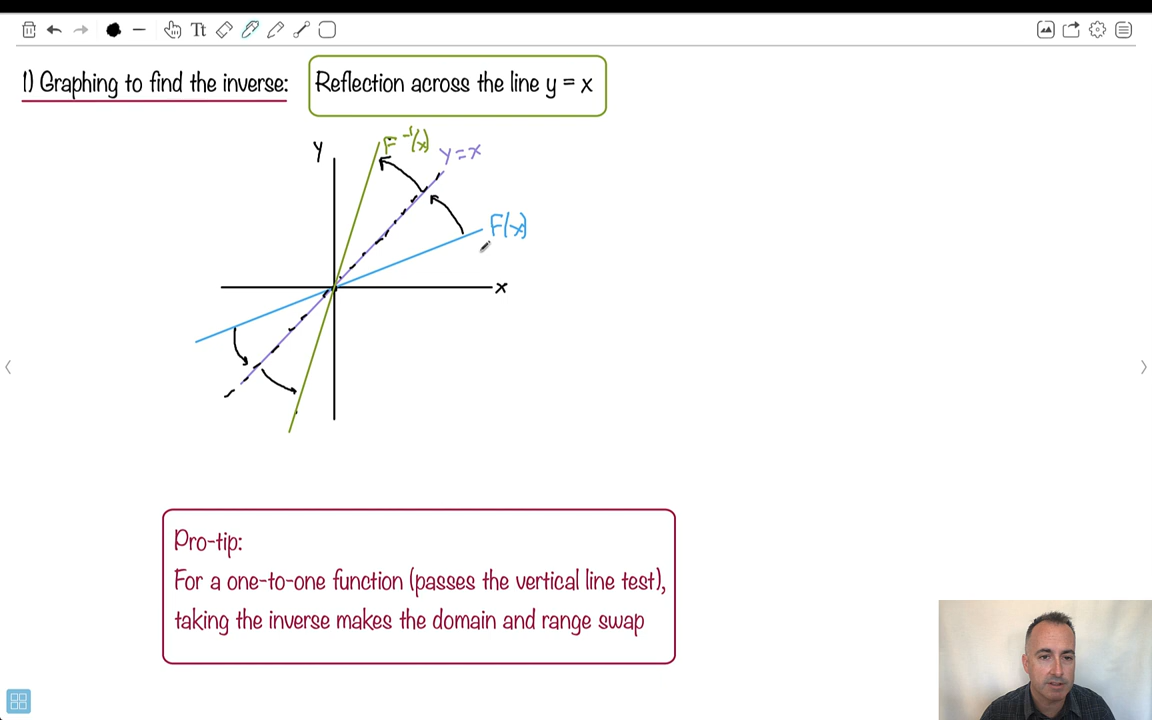 Tt
1) Graphing to find the inverse:
Reflection across the line y = x
Y
F⁻¹(x)
y=x
F(x)
x
Pro-tip:
For a one-to-one function (passes the vertical line test),
taking the inverse makes the domain and range swap